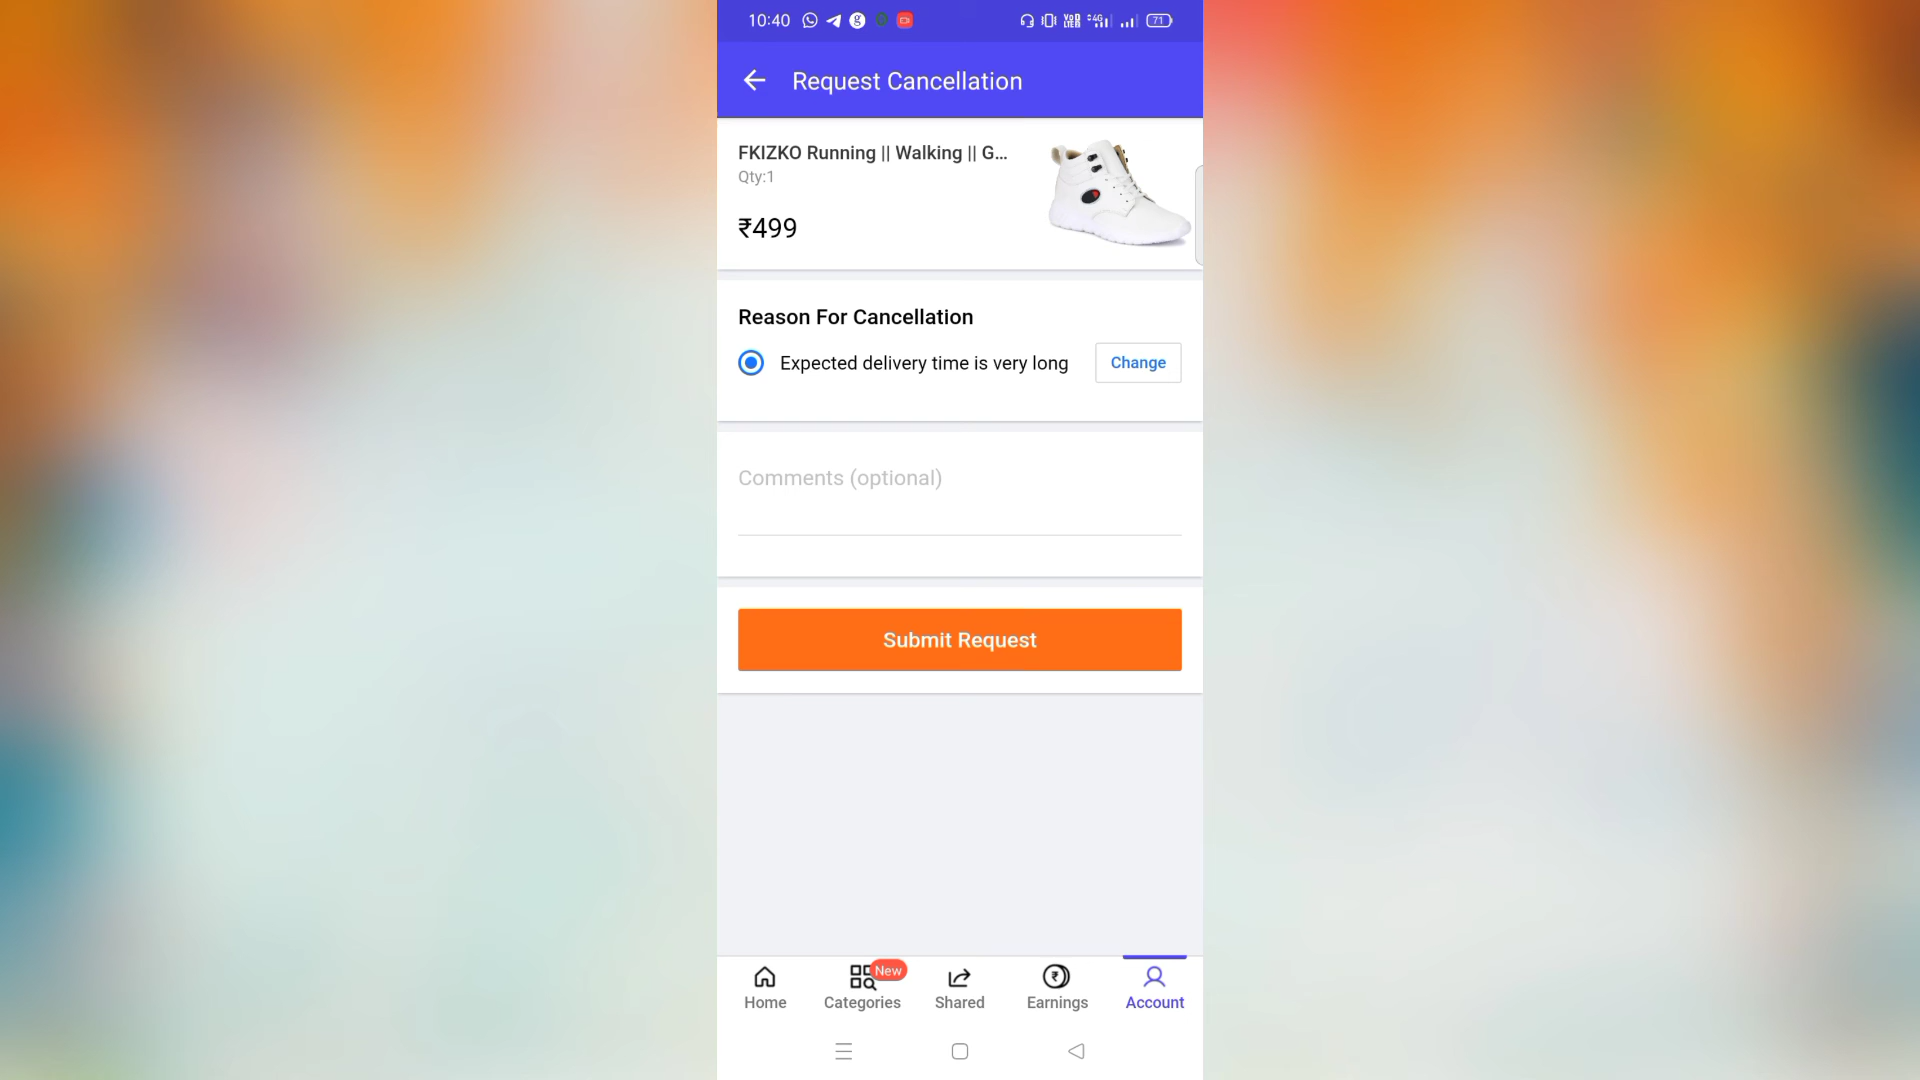 10:40
71
Request Cancellation
FKIZKO Running || Walking || G...
Qty:1
₹499
Reason For Cancellation
Expected delivery time is very long
Change
Comments (optional)
Submit Request
New
Home
Categories
Shared
Earnings
Account